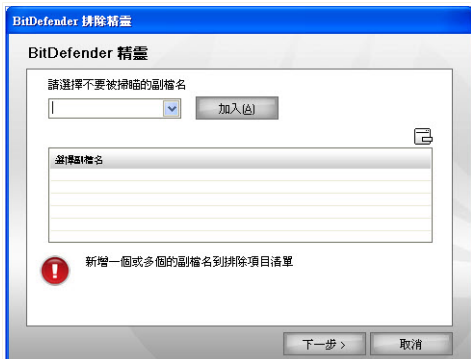 BitDefender 排除精靈
BitDefender 精靈
請選擇不要被掃瞄的副檔名
加入(A)
選擇副檔名
新增一個或多個的副檔名到排除項目清單
下一步 >
取消